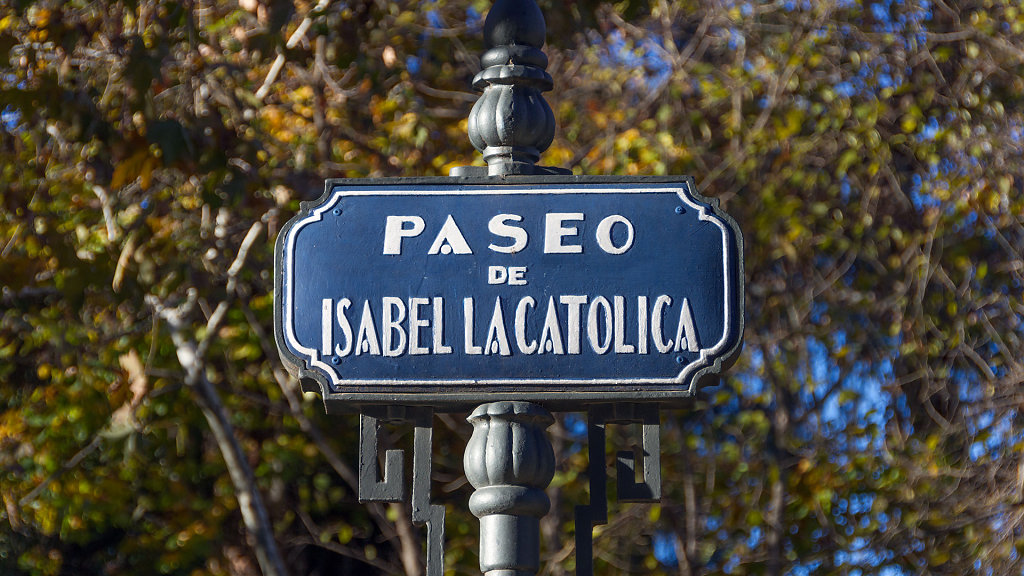 PASEO
DE
ISABEL LA CATOLICA